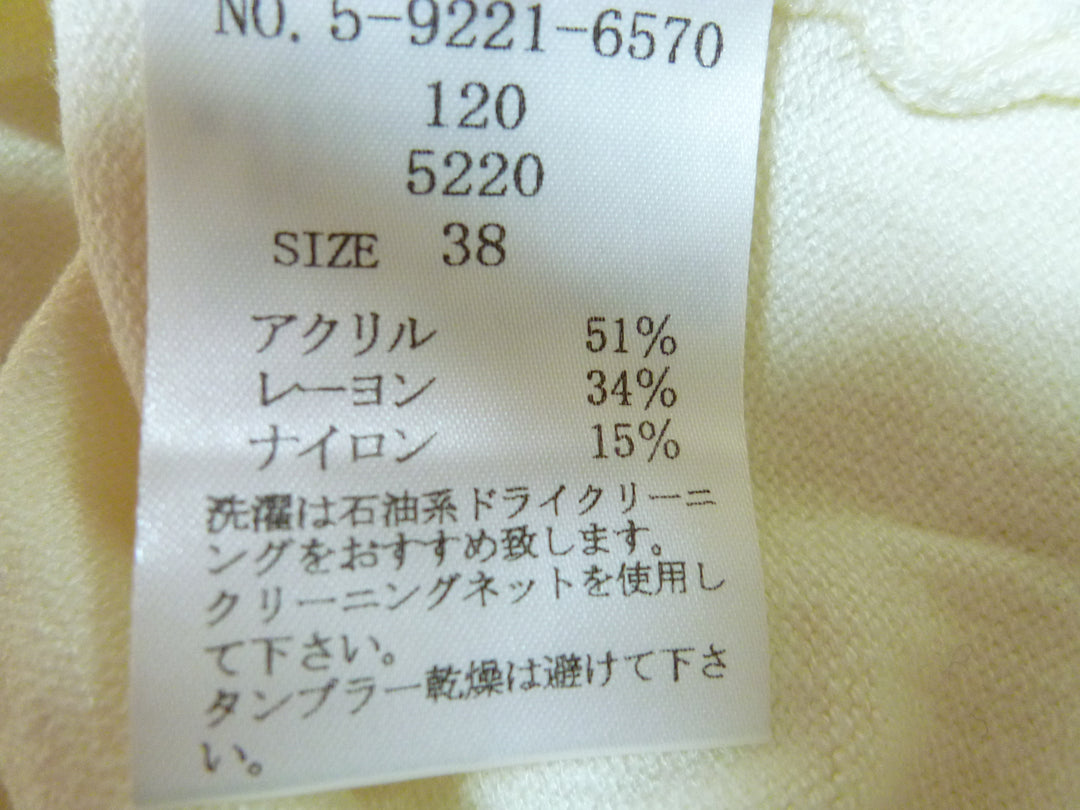 NO. 5-9221-6570
120
5220
SIZE 38
アクリル 51%
レーヨン 34%
ナイロン 15%
洗濯は石油系ドライクリーニ
ングをおすすめ致します。
クリーニングネットを使用し
て下さい。
タンブラー乾燥は避けて下さ
い。